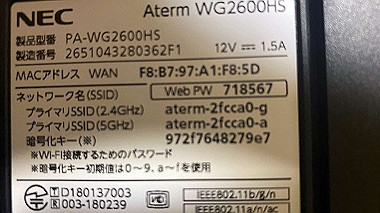 NEC Aterm WG2600HS
製品型番 PA-WG2600HS
製造番号 2651043280362F1 12V⎓1.5A
MACアドレス WAN F8:B7:97:A1:F8:5D
ネットワーク名(SSID) Web PW 718567
プライマリSSID(2.4GHz) aterm-2fcca0-g
プライマリSSID(5GHz) aterm-2fcca0-a
暗号化キー(※) 972f7648279e7
※Wi-Fi接続するためのパスワード
※暗号化キー初期値は0〜9、a〜fを使用
D180137003 IEEE802.11b/g/n
003-180239 IEEE802.11a/n/ac